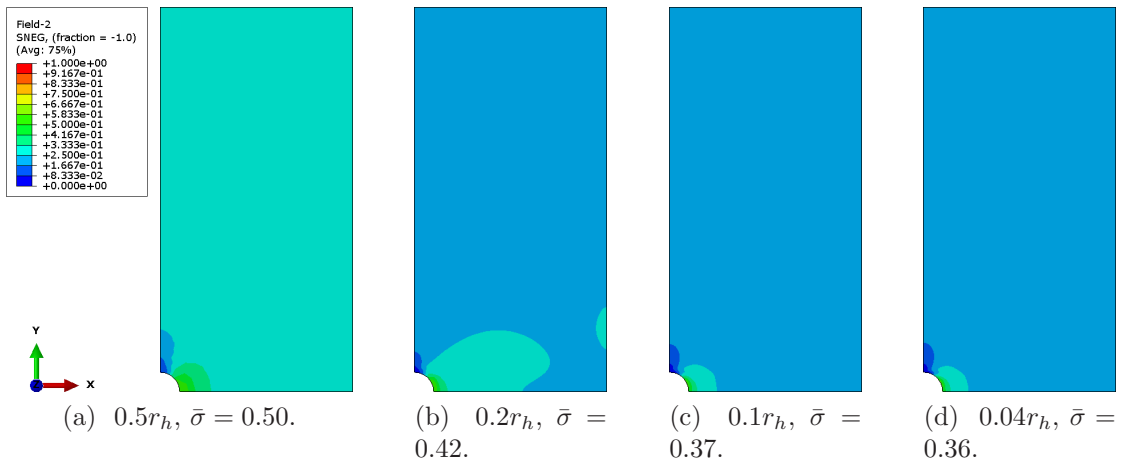 Field-2
SNEG, (fraction = -1.0)
(Avg: 75%)
+1.000e+00
+9.167e-01
+8.333e-01
+7.500e-01
+6.667e-01
+5.833e-01
+5.000e-01
+4.167e-01
+3.333e-01
+2.500e-01
+1.667e-01
+8.333e-02
+0.000e+00
Y
Z
X
(a) 0.5r_h, σ̄ = 0.50.
(b) 0.2r_h, σ̄ =
0.42.
(c) 0.1r_h, σ̄ =
0.37.
(d) 0.04r_h, σ̄ =
0.36.